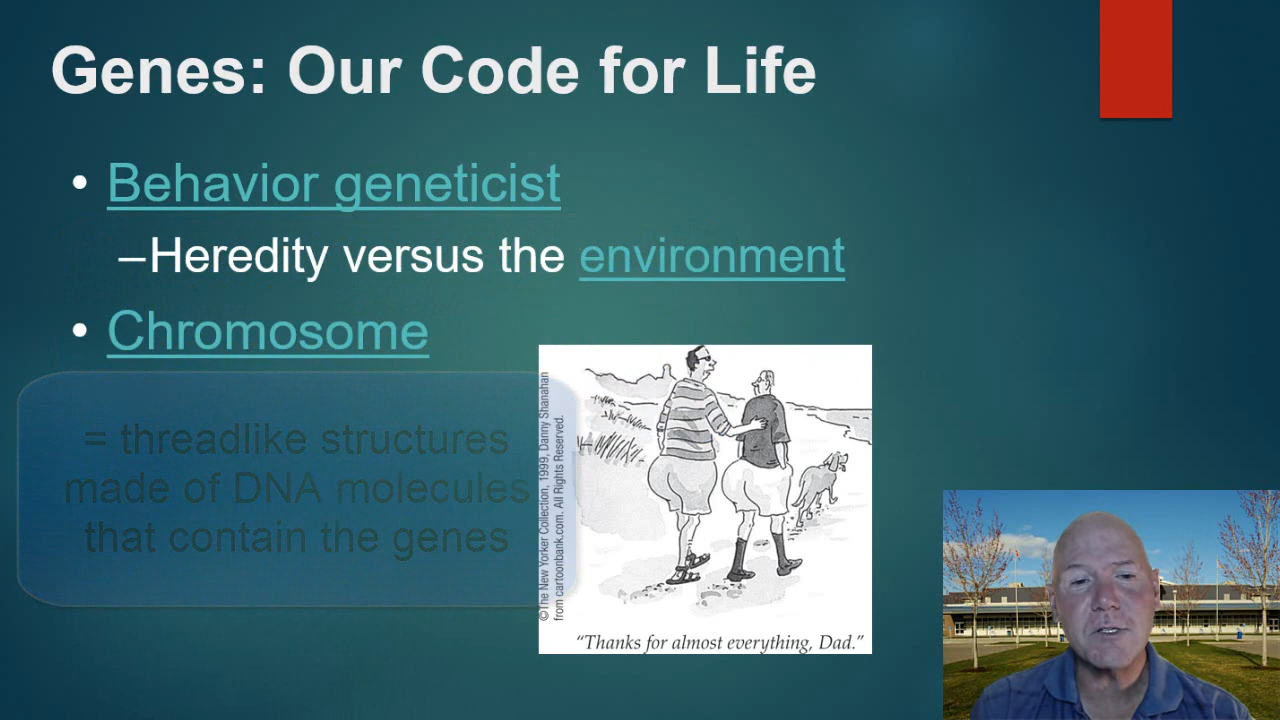 Genes: Our Code for Life
• Behavior geneticist
–Heredity versus the environment
• Chromosome
= threadlike structures
made of DNA molecules
that contain the genes
©The New Yorker Collection, 1999, Danny Shanahan
from cartoonbank.com. All Rights Reserved.
“Thanks for almost everything, Dad.”